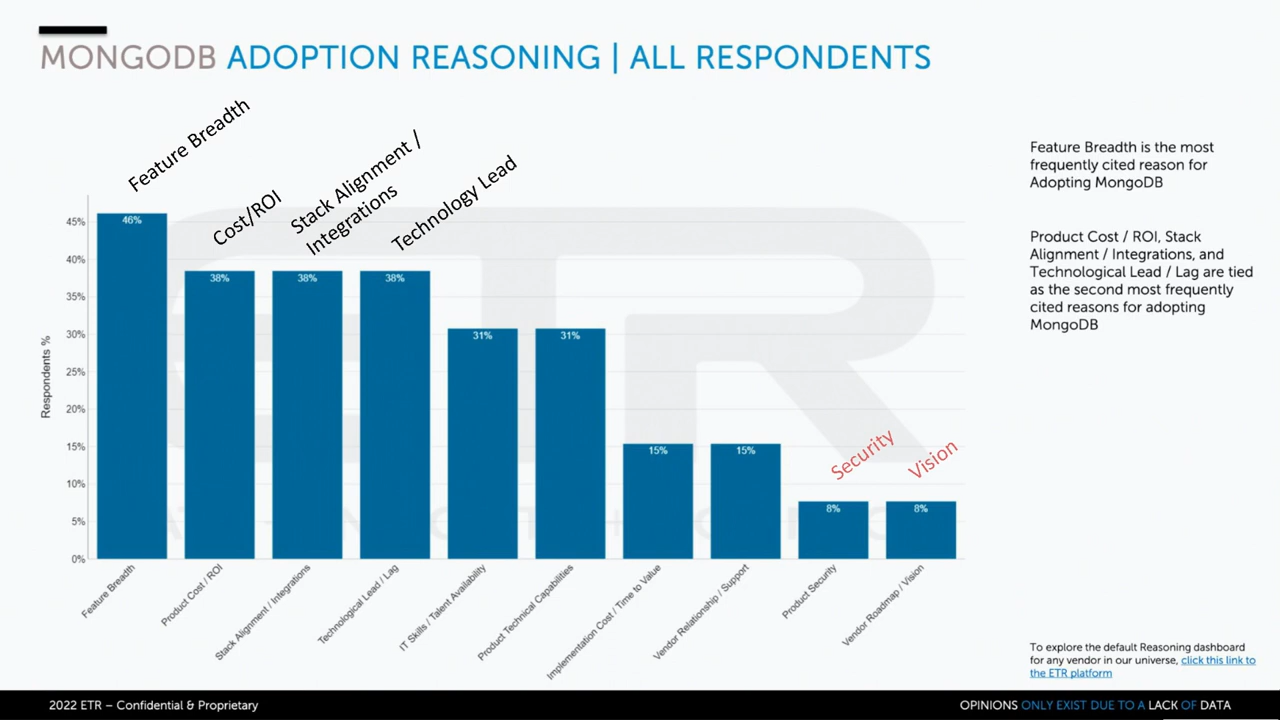 MONGODB ADOPTION REASONING | ALL RESPONDENTS
Feature Breadth
Cost/ROI
Stack Alignment /
Integrations
Technology Lead
Security
Vision
Respondents %
45%
40%
35%
30%
25%
20%
15%
10%
5%
0%
46%
38%
38%
38%
31%
31%
15%
15%
8%
8%
Feature Breadth
Product Cost / ROI
Stack Alignment / Integrations
Technological Lead / Lag
IT Skills / Talent Availability
Product Technical Capabilities
Implementation Cost / Time to Value
Vendor Relationship / Support
Product Security
Vendor Roadmap / Vision
Feature Breadth is the most
frequently cited reason for
Adopting MongoDB
Product Cost / ROI, Stack
Alignment / Integrations, and
Technological Lead / Lag are tied
as the second most frequently
cited reasons for adopting
MongoDB
To explore the default Reasoning dashboard
for any vendor in our universe, click this link to
the ETR platform
2022 ETR – Confidential & Proprietary
OPINIONS ONLY EXIST DUE TO A LACK OF DATA